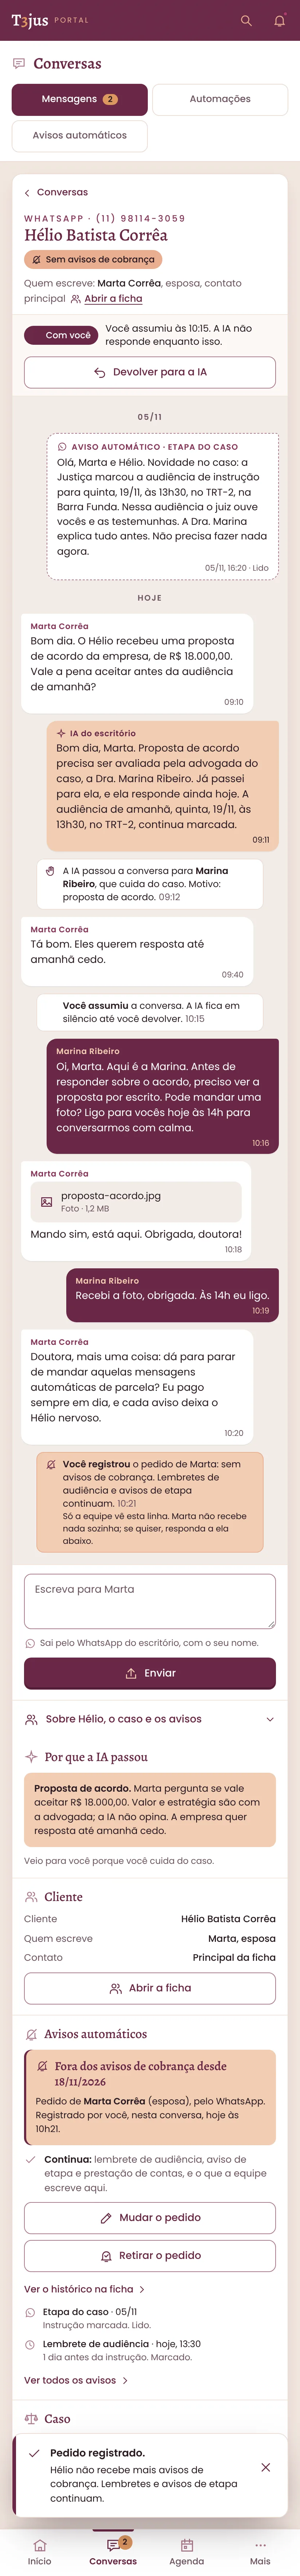 T3jus PORTAL
Conversas
Mensagens 2
Automações
Avisos automáticos
Conversas
WHATSAPP · (11) 98114-3059
Hélio Batista Corrêa
Sem avisos de cobrança
Quem escreve: Marta Corrêa, esposa, contato
principal Abrir a ficha
Com você
Você assumiu às 10:15. A IA não
responde enquanto isso.
Devolver para a IA
05/11
AVISO AUTOMÁTICO · ETAPA DO CASO
Olá, Marta e Hélio. Novidade no caso: a
Justiça marcou a audiência de instrução
para quinta, 19/11, às 13h30, no TRT-2, na
Barra Funda. Nessa audiência o juiz ouve
vocês e as testemunhas. A Dra. Marina
explica tudo antes. Não precisa fazer nada
agora.
05/11, 16:20 · Lido
HOJE
Marta Corrêa
Bom dia. O Hélio recebeu uma proposta
de acordo da empresa, de R$ 18.000,00.
Vale a pena aceitar antes da audiência
de amanhã?
09:10
IA do escritório
Bom dia, Marta. Proposta de acordo
precisa ser avaliada pela advogada do
caso, a Dra. Marina Ribeiro. Já passei
para ela, e ela responde ainda hoje. A
audiência de amanhã, quinta, 19/11, às
13h30, no TRT-2, continua marcada.
09:11
A IA passou a conversa para Marina
Ribeiro, que cuida do caso. Motivo:
proposta de acordo. 09:12
Marta Corrêa
Tá bom. Eles querem resposta até
amanhã cedo.
09:40
Você assumiu a conversa. A IA fica em
silêncio até você devolver. 10:15
Marina Ribeiro
Oi, Marta. Aqui é a Marina. Antes de
responder sobre o acordo, preciso ver a
proposta por escrito. Pode mandar uma
foto? Ligo para vocês hoje às 14h para
conversarmos com calma.
10:16
Marta Corrêa
proposta-acordo.jpg
Foto · 1,2 MB
Mando sim, está aqui. Obrigada, doutora!
10:18
Marina Ribeiro
Recebi a foto, obrigada. Às 14h eu ligo.
10:19
Marta Corrêa
Doutora, mais uma coisa: dá para parar
de mandar aquelas mensagens
automáticas de parcela? Eu pago
sempre em dia, e cada aviso deixa o
Hélio nervoso.
10:20
Você registrou o pedido de Marta: sem
avisos de cobrança. Lembretes de
audiência e avisos de etapa
continuam. 10:21
Só a equipe vê esta linha. Marta não recebe
nada sozinha; se quiser, responda a ela
abaixo.
Escreva para Marta
Sai pelo WhatsApp do escritório, com o seu nome.
Enviar
Sobre Hélio, o caso e os avisos
Por que a IA passou
Proposta de acordo. Marta pergunta se vale
aceitar R$ 18.000,00. Valor e estratégia são com
a advogada; a IA não opina. A empresa quer
resposta até amanhã cedo.
Veio para você porque você cuida do caso.
Cliente
Cliente Hélio Batista Corrêa
Quem escreve Marta, esposa
Contato Principal da ficha
Abrir a ficha
Avisos automáticos
Fora dos avisos de cobrança desde
18/11/2026
Pedido de Marta Corrêa (esposa), pelo WhatsApp.
Registrado por você, nesta conversa, hoje às
10h21.
Continua: lembrete de audiência, aviso de
etapa e prestação de contas, e o que a equipe
escreve aqui.
Mudar o pedido
Retirar o pedido
Ver o histórico na ficha
Etapa do caso · 05/11
Instrução marcada. Lido.
Lembrete de audiência · hoje, 13:30
1 dia antes da instrução. Marcado.
Ver todos os avisos
Caso
Pedido registrado.
Hélio não recebe mais avisos de
cobrança. Lembretes e avisos de etapa
continuam.
Início
Conversas 2
Agenda
Mais